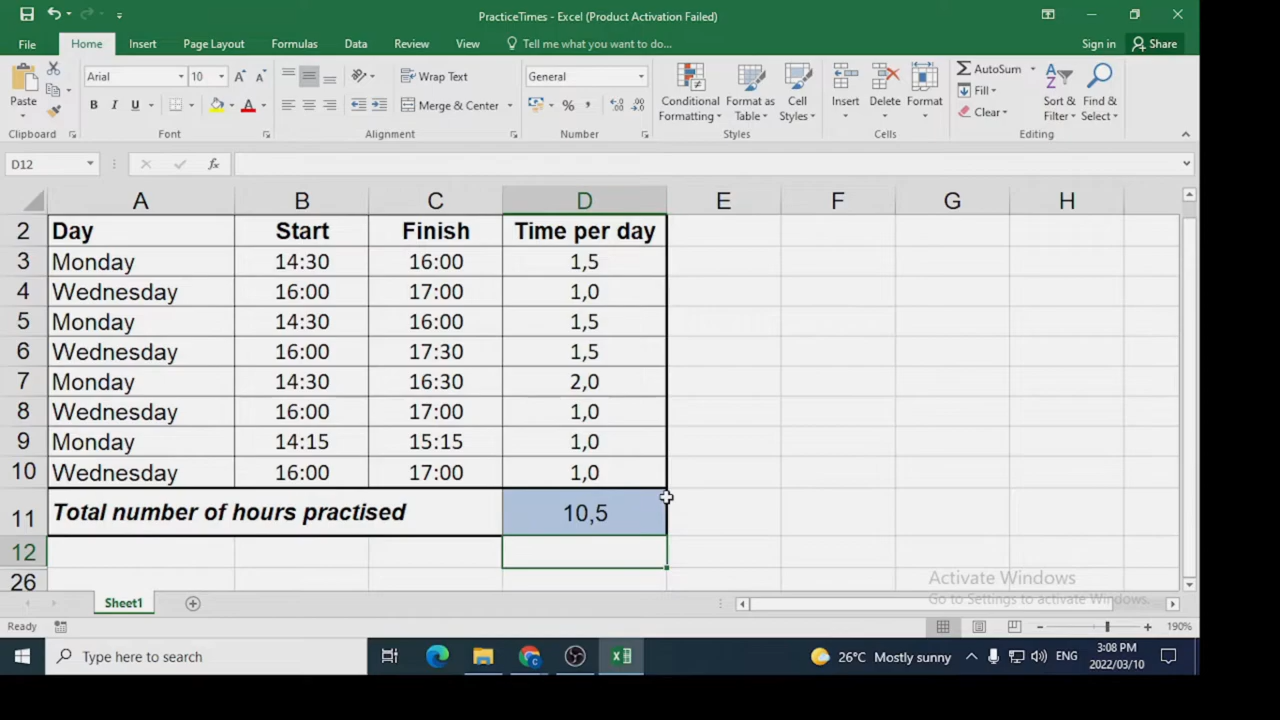 PracticeTimes - Excel (Product Activation Failed)
File Home Insert Page Layout Formulas Data Review View Tell me what you want to do... Sign in Share
Arial 10 Wrap Text General AutoSum
Paste B I U Merge & Center % Conditional Formatting Format as Table Cell Styles Insert Delete Format Fill Clear Sort & Filter Find & Select
Clipboard Font Alignment Number Styles Cells Editing
D12 fx
A B C D E F G H
2 Day Start Finish Time per day
3 Monday 14:30 16:00 1,5
4 Wednesday 16:00 17:00 1,0
5 Monday 14:30 16:00 1,5
6 Wednesday 16:00 17:30 1,5
7 Monday 14:30 16:30 2,0
8 Wednesday 16:00 17:00 1,0
9 Monday 14:15 15:15 1,0
10 Wednesday 16:00 17:00 1,0
11 Total number of hours practised 10,5
12
26
Activate Windows
Go to Settings to activate Windows.
Sheet1
Ready 190%
Type here to search 26°C Mostly sunny ENG 3:08 PM
2022/03/10